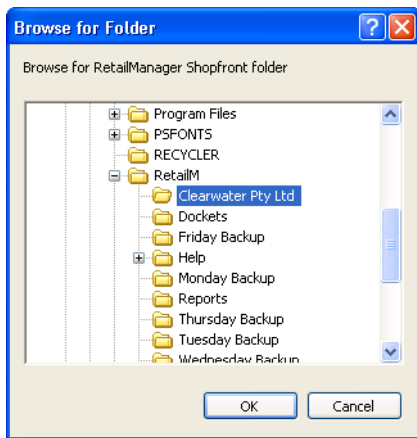 Browse for Folder
Browse for RetailManager Shopfront folder
Program Files
PSFONTS
RECYCLER
RetailM
Clearwater Pty Ltd
Dockets
Friday Backup
Help
Monday Backup
Reports
Thursday Backup
Tuesday Backup
Wednesday Backup
OK Cancel